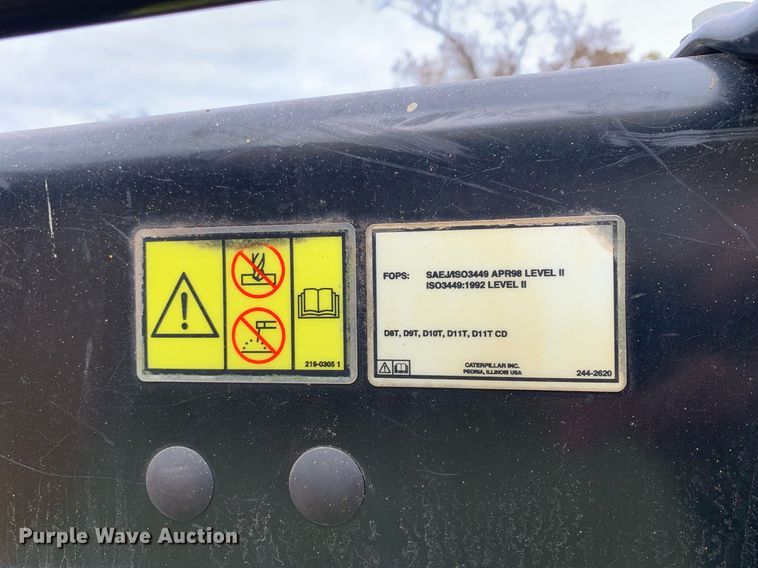 219-0305 1
FOPS: SAEJ/ISO3449 APR98 LEVEL II
ISO3449:1992 LEVEL II
D8T, D9T, D10T, D11T, D11T CD
CATERPILLAR INC.
PEORIA, ILLINOIS USA
244-2620
Purple Wave Auction